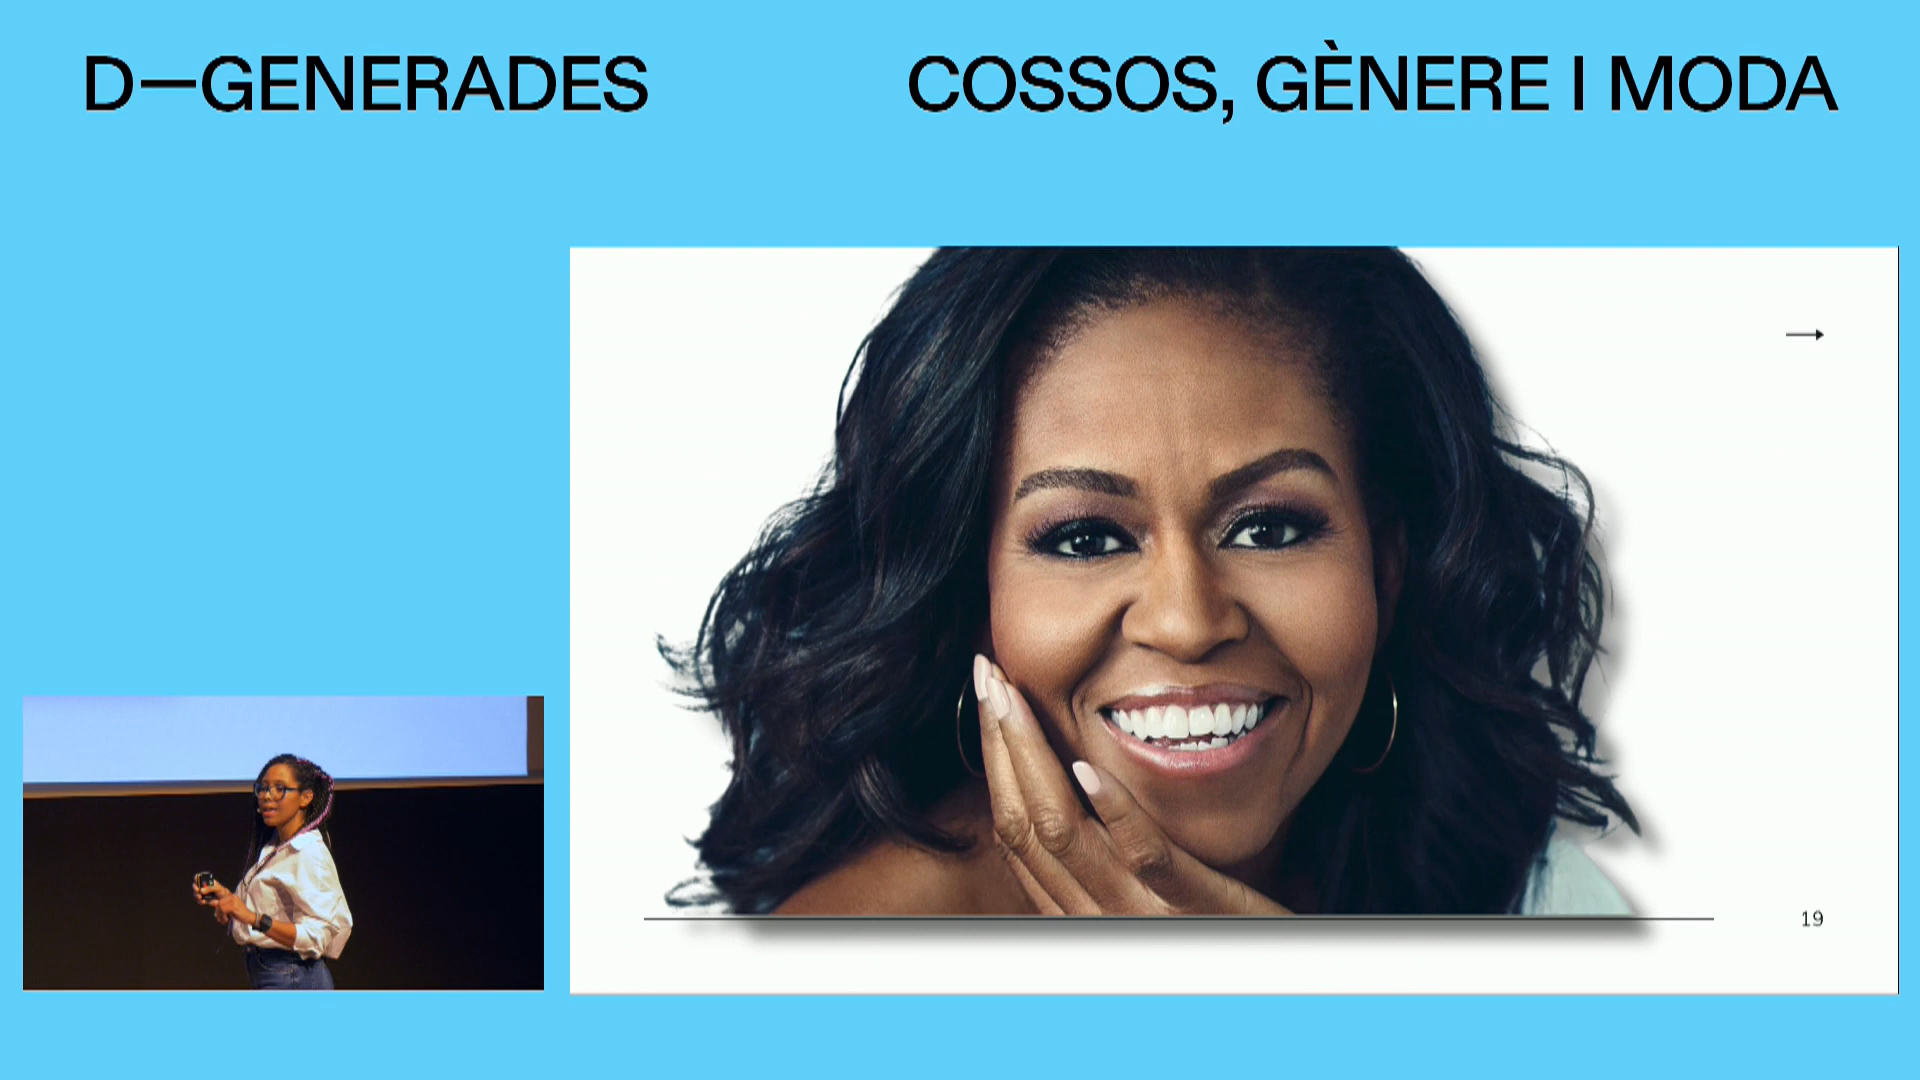 D—GENERADES
COSSOS, GÈNERE I MODA
19